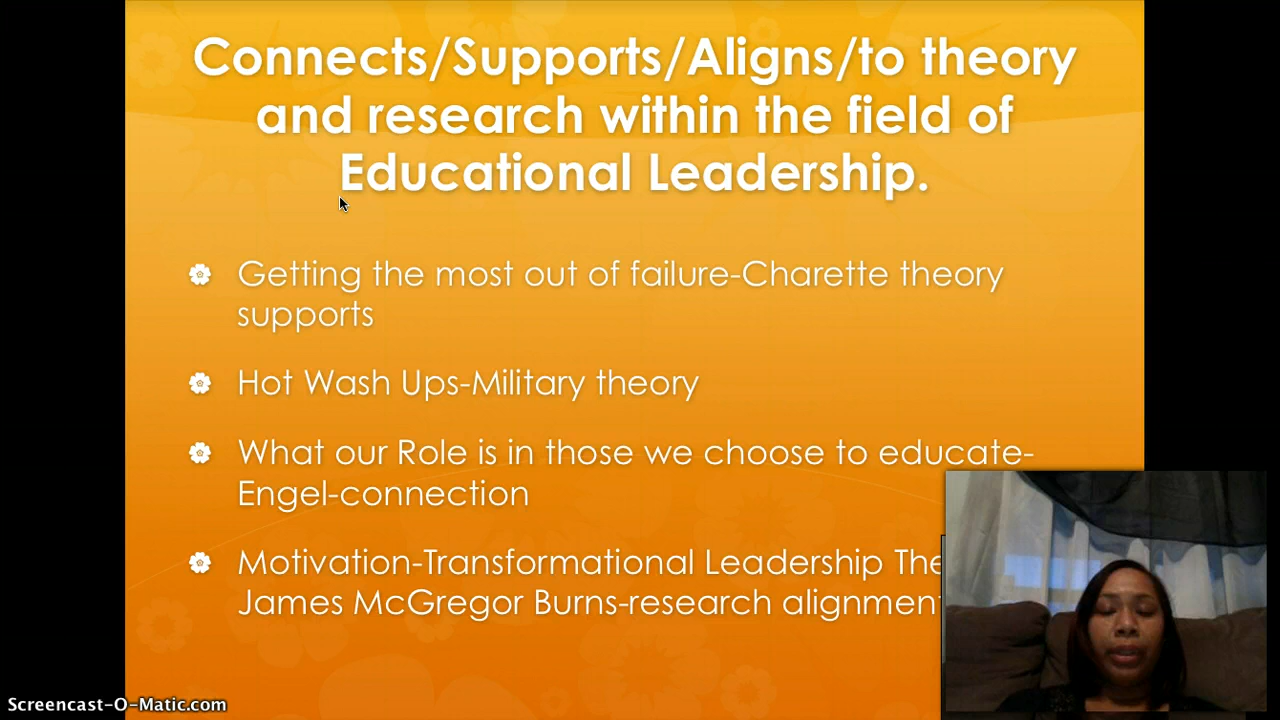 Connects/Supports/Aligns/to theory
and research within the field of
Educational Leadership.
Getting the most out of failure-Charette theory
supports
Hot Wash Ups-Military theory
What our Role is in those we choose to educate-
Engel-connection
Motivation-Transformational Leadership
James McGregor Burns-research alignment
Screencast-O-Matic.com